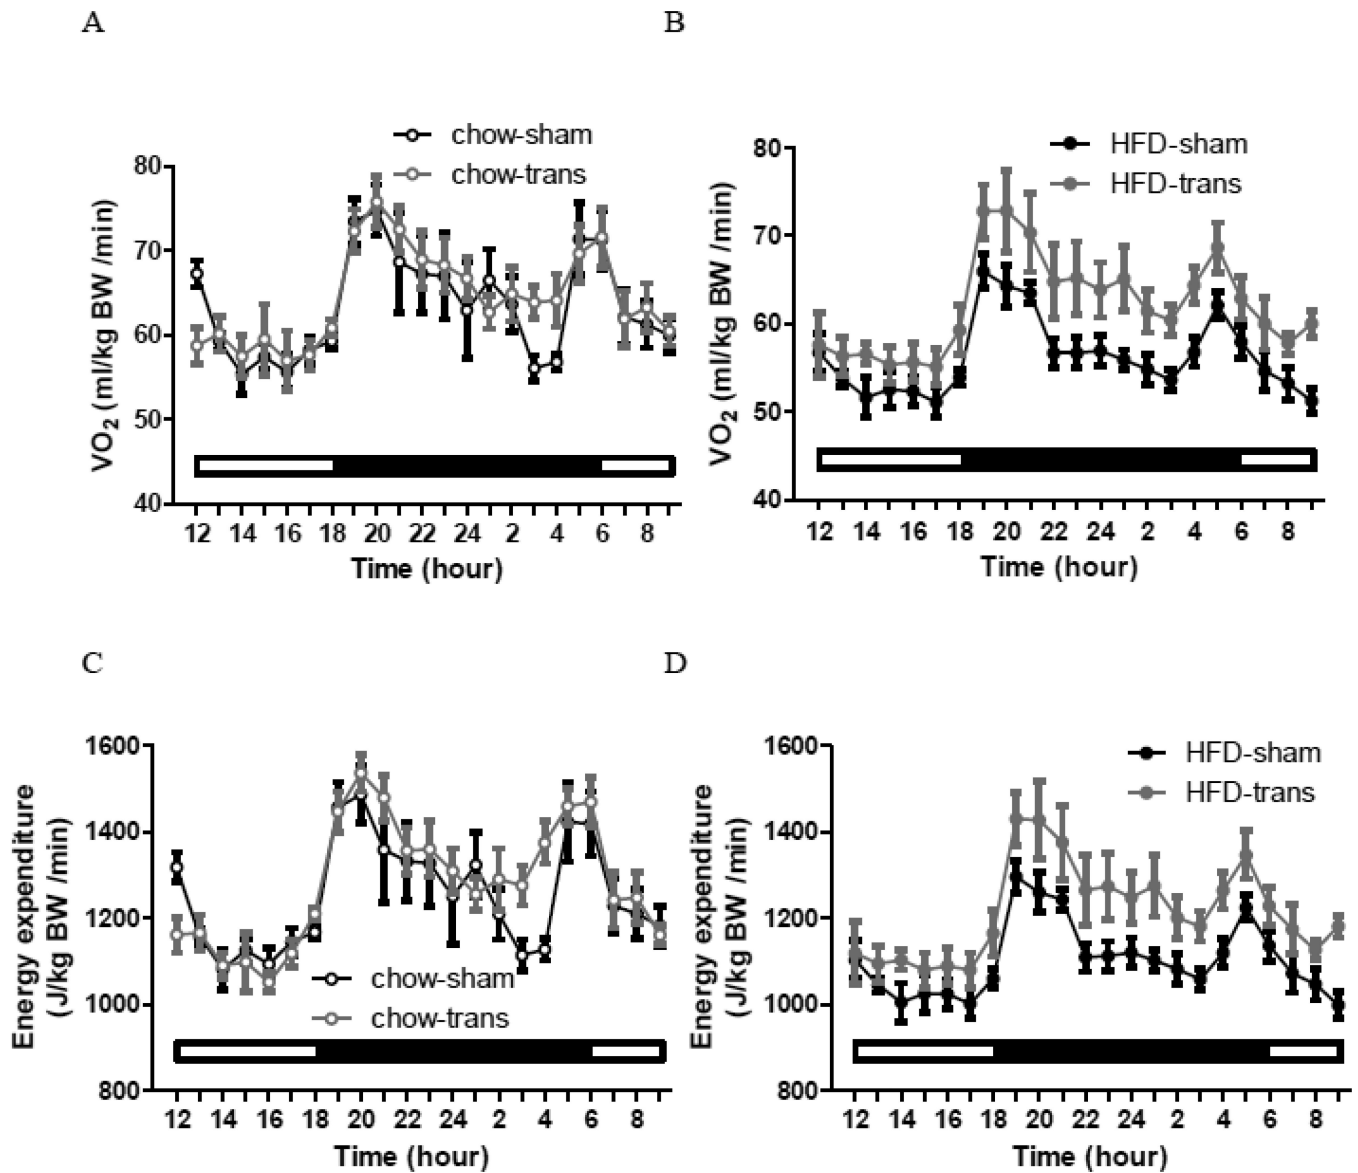 A
chow-sham
chow-trans
80
70
60
50
40
VO2 (ml/kg BW /min)
12 14 16 18 20 22 24 2 4 6 8
Time (hour)
B
HFD-sham
HFD-trans
80
70
60
50
40
VO2 (ml/kg BW /min)
12 14 16 18 20 22 24 2 4 6 8
Time (hour)
C
1600
1400
1200
1000
800
Energy expenditure
(J/kg BW /min)
chow-sham
chow-trans
12 14 16 18 20 22 24 2 4 6 8
Time (hour)
D
HFD-sham
HFD-trans
1600
1400
1200
1000
800
Energy expenditure
(J/kg BW /min)
12 14 16 18 20 22 24 2 4 6 8
Time (hour)